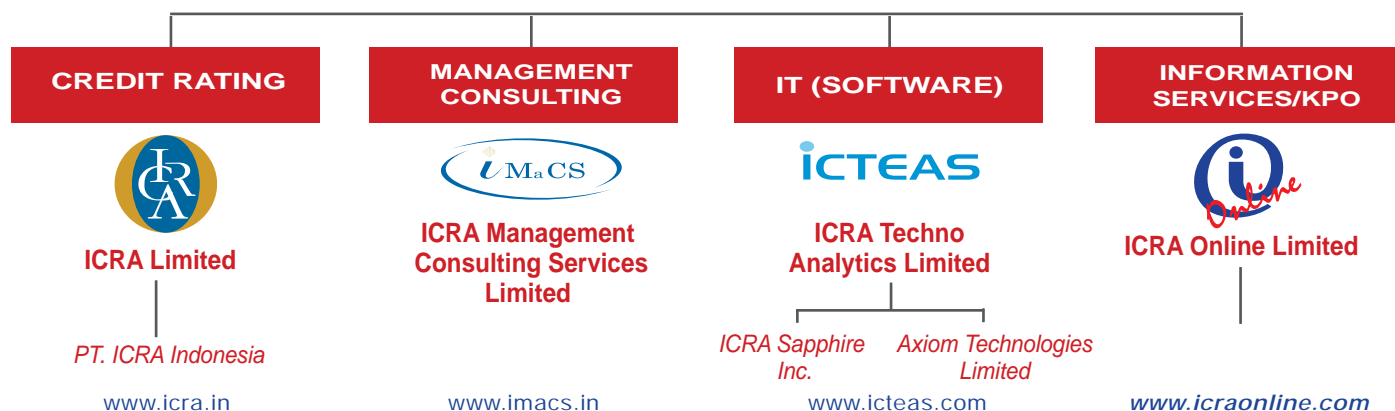 CREDIT RATING
ICRA
ICRA Limited
PT. ICRA Indonesia
www.icra.in
MANAGEMENT
CONSULTING
iMaCS
ICRA Management
Consulting Services
Limited
www.imacs.in
IT (SOFTWARE)
ICTEAS
ICRA Techno
Analytics Limited
ICRA Sapphire
Inc.
Axiom Technologies
Limited
www.icteas.com
INFORMATION
SERVICES/KPO
i
Online
ICRA Online Limited
www.icraonline.com